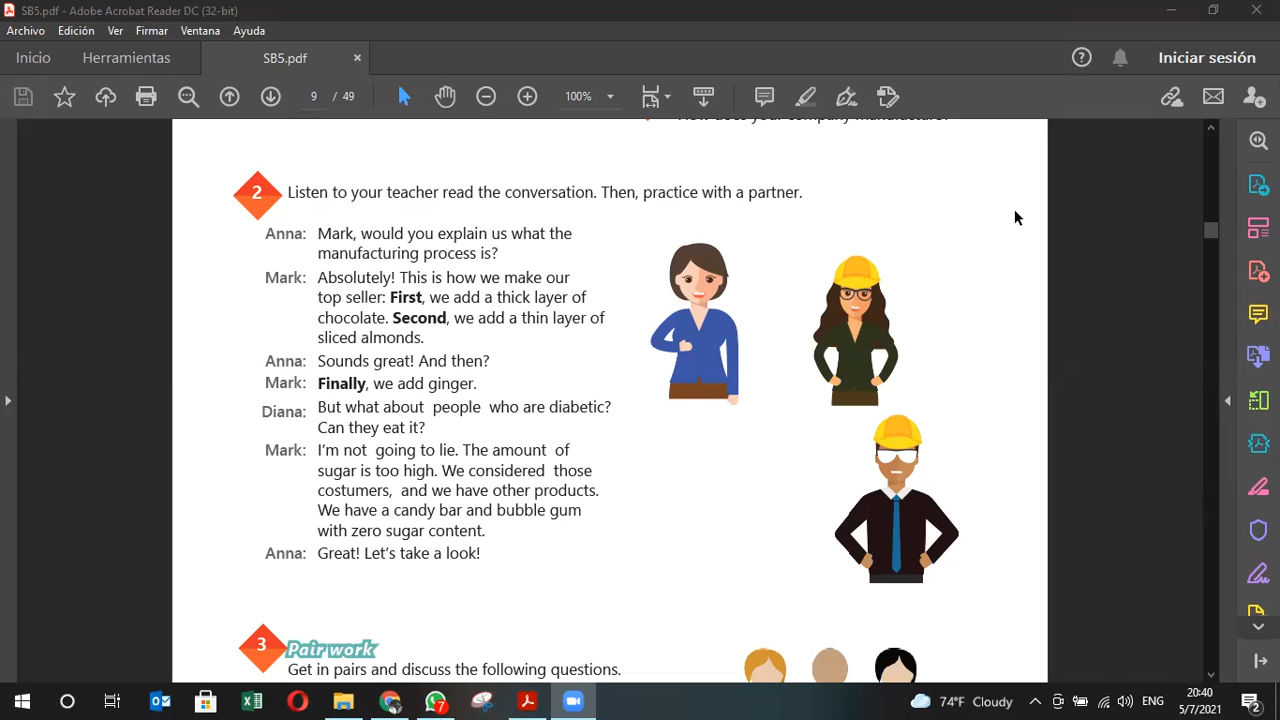 SB5.pdf - Adobe Acrobat Reader DC (32-bit)
Archivo Edición Ver Firmar Ventana Ayuda
Inicio Herramientas SB5.pdf × Iniciar sesión
9 / 49 100%
How does your company manufacture?
2 Listen to your teacher read the conversation. Then, practice with a partner.
Anna: Mark, would you explain us what the
manufacturing process is?
Mark: Absolutely! This is how we make our
top seller: First, we add a thick layer of
chocolate. Second, we add a thin layer of
sliced almonds.
Anna: Sounds great! And then?
Mark: Finally, we add ginger.
Diana: But what about people who are diabetic?
Can they eat it?
Mark: I'm not going to lie. The amount of
sugar is too high. We considered those
costumers, and we have other products.
We have a candy bar and bubble gum
with zero sugar content.
Anna: Great! Let's take a look!
3 Pair work
Get in pairs and discuss the following questions.
7
74°F Cloudy ENG 20:40
5/7/2021 2